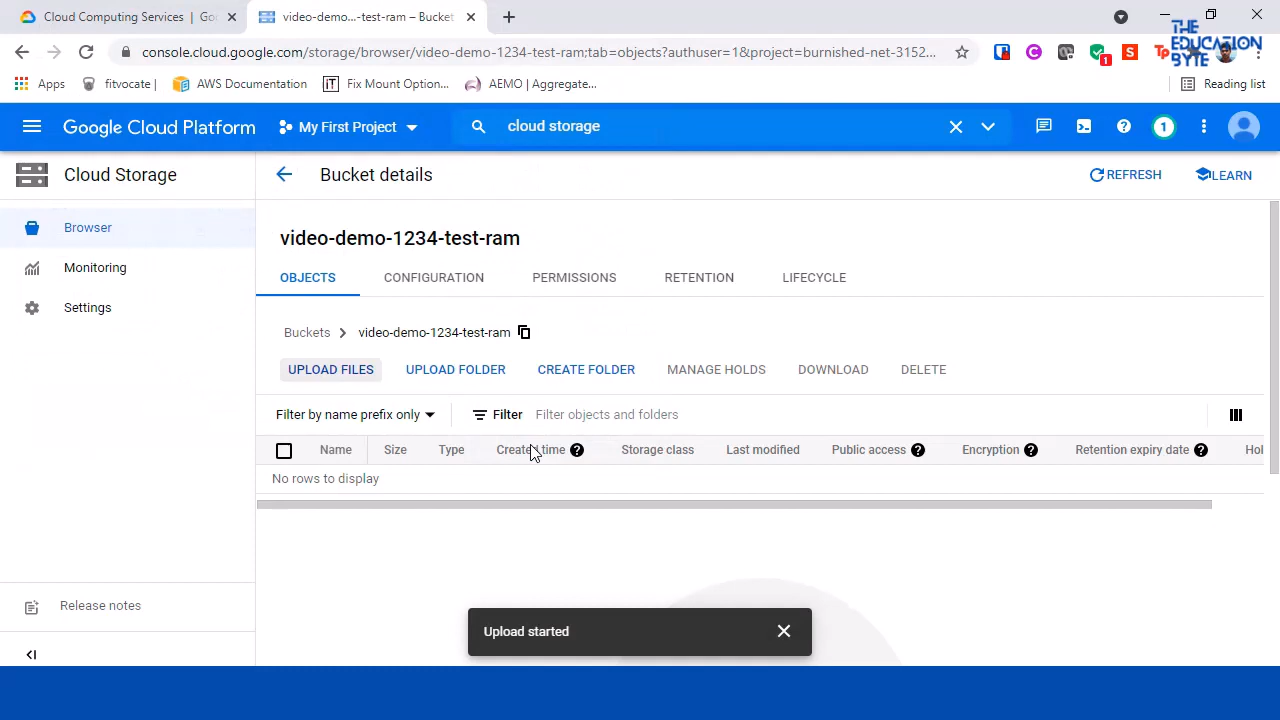 Cloud Computing Services | Go
video-demo...-test-ram – Bucket
console.cloud.google.com/storage/browser/video-demo-1234-test-ram;tab=objects?authuser=1&project=burnished-net-3152...
THE
EDUCATION
BYTE
Apps
fitvocate |
AWS Documentation
Fix Mount Option...
AEMO | Aggregate...
Reading list
Google Cloud Platform
My First Project
cloud storage
1
Cloud Storage
Bucket details
REFRESH
LEARN
Browser
Monitoring
Settings
video-demo-1234-test-ram
OBJECTS
CONFIGURATION
PERMISSIONS
RETENTION
LIFECYCLE
Buckets
video-demo-1234-test-ram
UPLOAD FILES
UPLOAD FOLDER
CREATE FOLDER
MANAGE HOLDS
DOWNLOAD
DELETE
Filter by name prefix only
Filter
Filter objects and folders
Name
Size
Type
Created time
Storage class
Last modified
Public access
Encryption
Retention expiry date
Hol
No rows to display
Release notes
Upload started